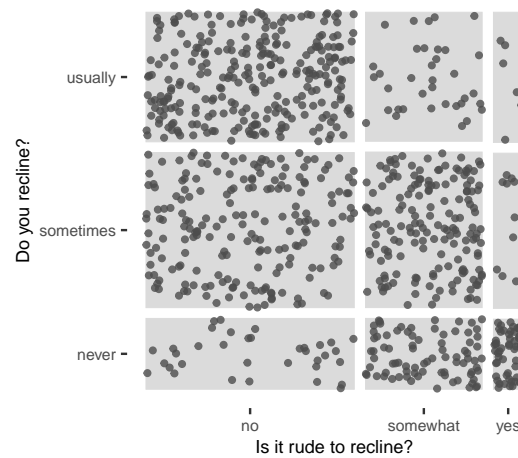 Do you recline?
usually
sometimes
never
no somewhat yes
Is it rude to recline?